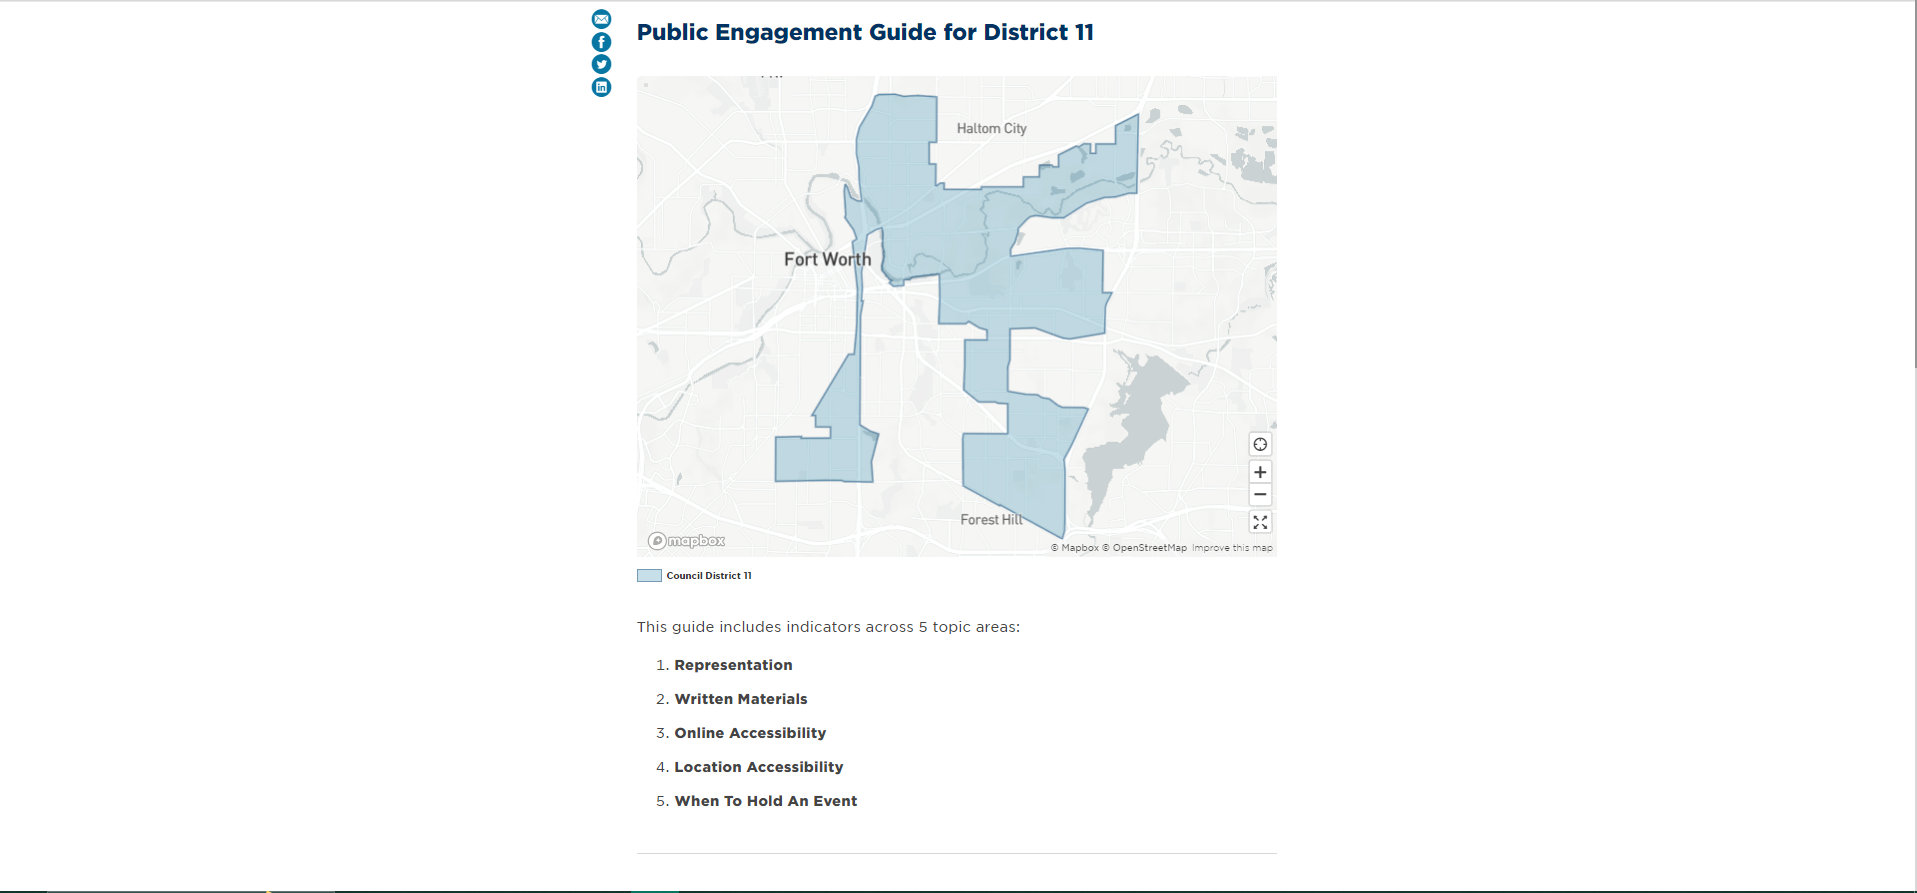 Public Engagement Guide for District 11
Haltom City
Fort Worth
Forest Hill
mapbox
© Mapbox © OpenStreetMap Improve this map
Council District 11
This guide includes indicators across 5 topic areas:
1. Representation
2. Written Materials
3. Online Accessibility
4. Location Accessibility
5. When To Hold An Event